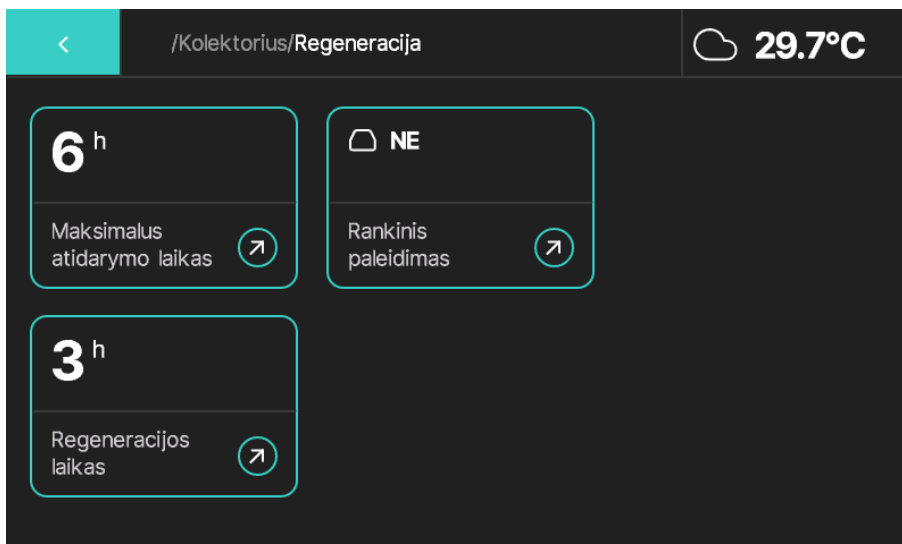 /Kolektorius/Regeneracija
29.7°C
6 h
Maksimalus
atidarymo laikas
NE
Rankinis
paleidimas
3 h
Regeneracijos
laikas